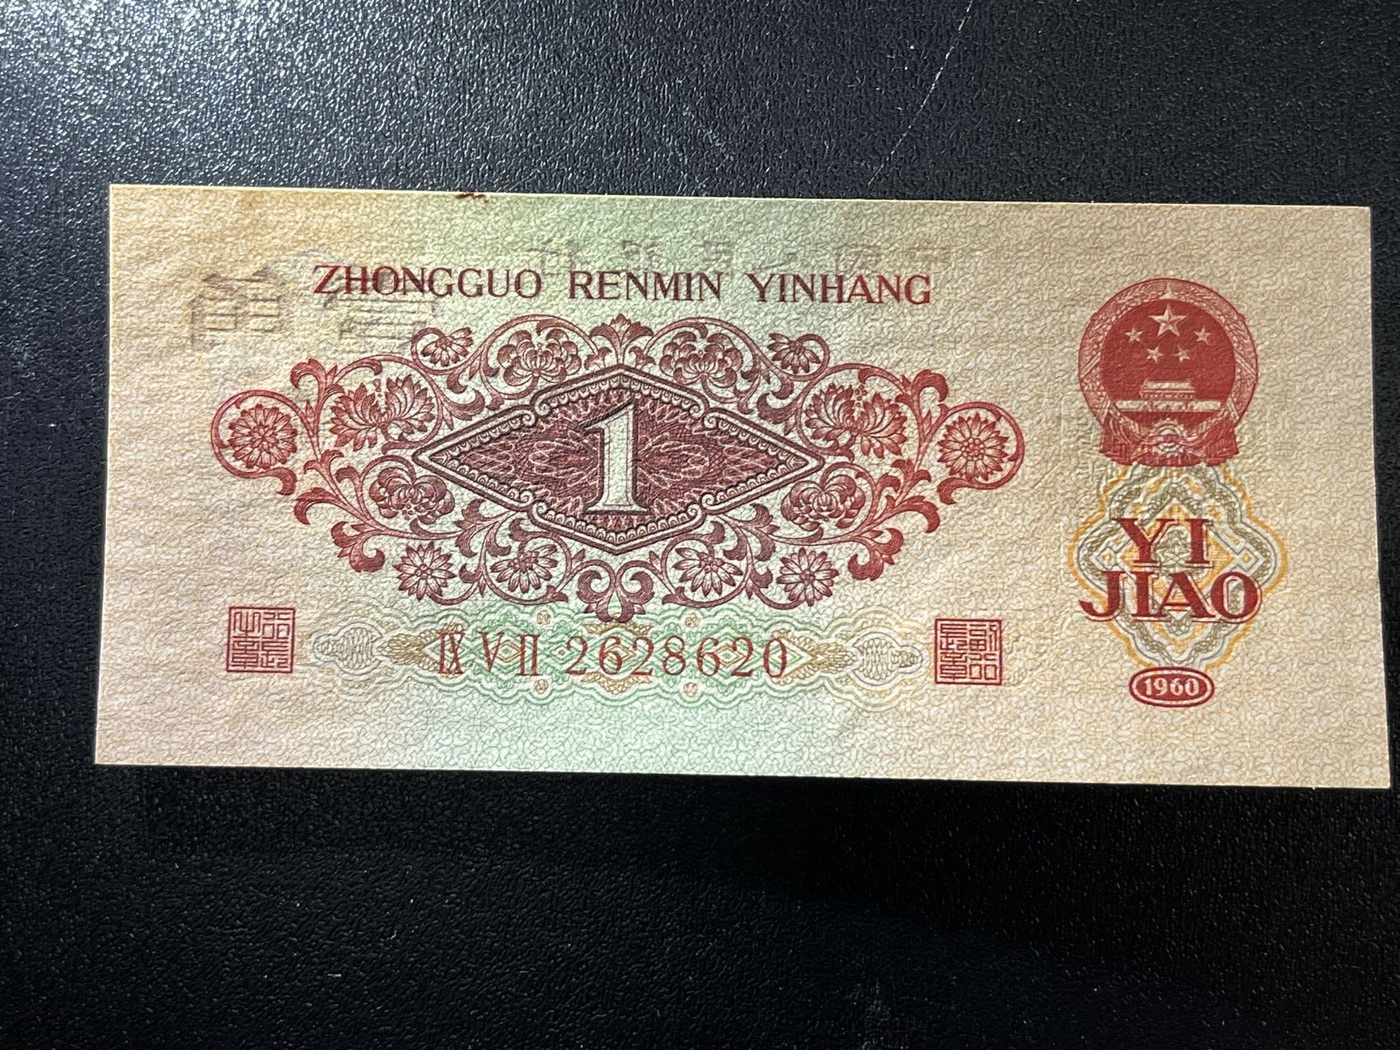 ZHONGGUO RENMIN YINHANG
1
YI
JIAO
ⅨⅤⅡ 2628620
1960